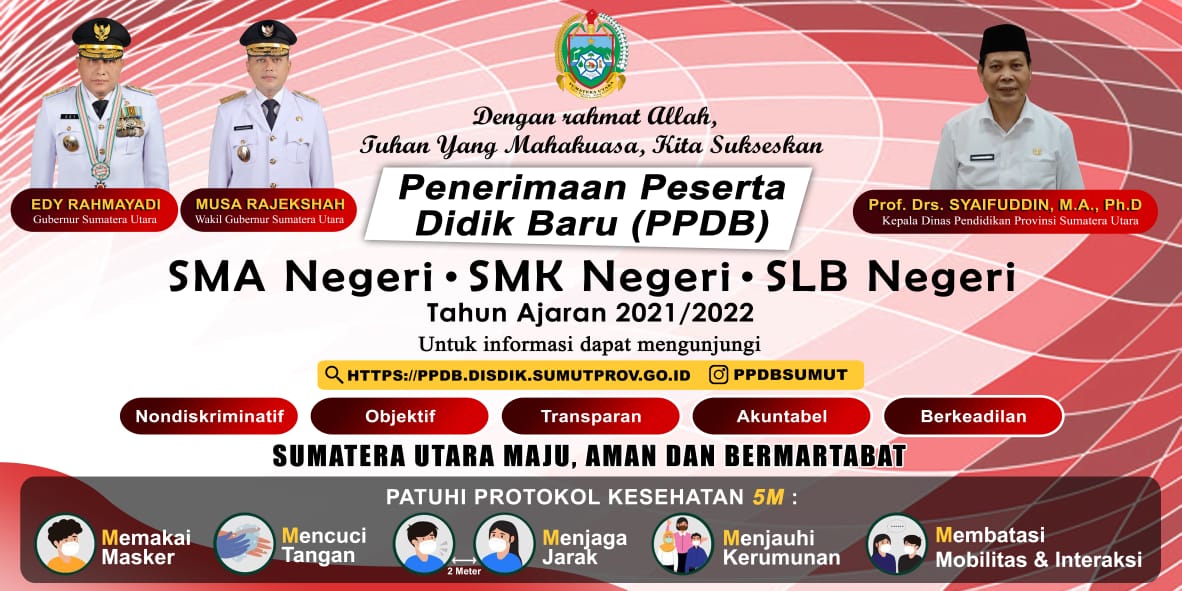 SUMATERA UTARA
Dengan rahmat Allah,
Tuhan Yang Mahakuasa, Kita Sukseskan
EDY RAHMAYADI
Gubernur Sumatera Utara
MUSA RAJEKSHAH
Wakil Gubernur Sumatera Utara
Prof. Drs. SYAIFUDDIN, M.A., Ph.D
Kepala Dinas Pendidikan Provinsi Sumatera Utara
Penerimaan Peserta
Didik Baru (PPDB)
SMA Negeri • SMK Negeri • SLB Negeri
Tahun Ajaran 2021/2022
Untuk informasi dapat mengunjungi
HTTPS://PPDB.DISDIK.SUMUTPROV.GO.ID PPDBSUMUT
Nondiskriminatif Objektif Transparan Akuntabel Berkeadilan
SUMATERA UTARA MAJU, AMAN DAN BERMARTABAT
PATUHI PROTOKOL KESEHATAN 5M :
Memakai
Masker
Mencuci
Tangan
2 Meter
Menjaga
Jarak
Menjauhi
Kerumunan
Membatasi
Mobilitas & Interaksi